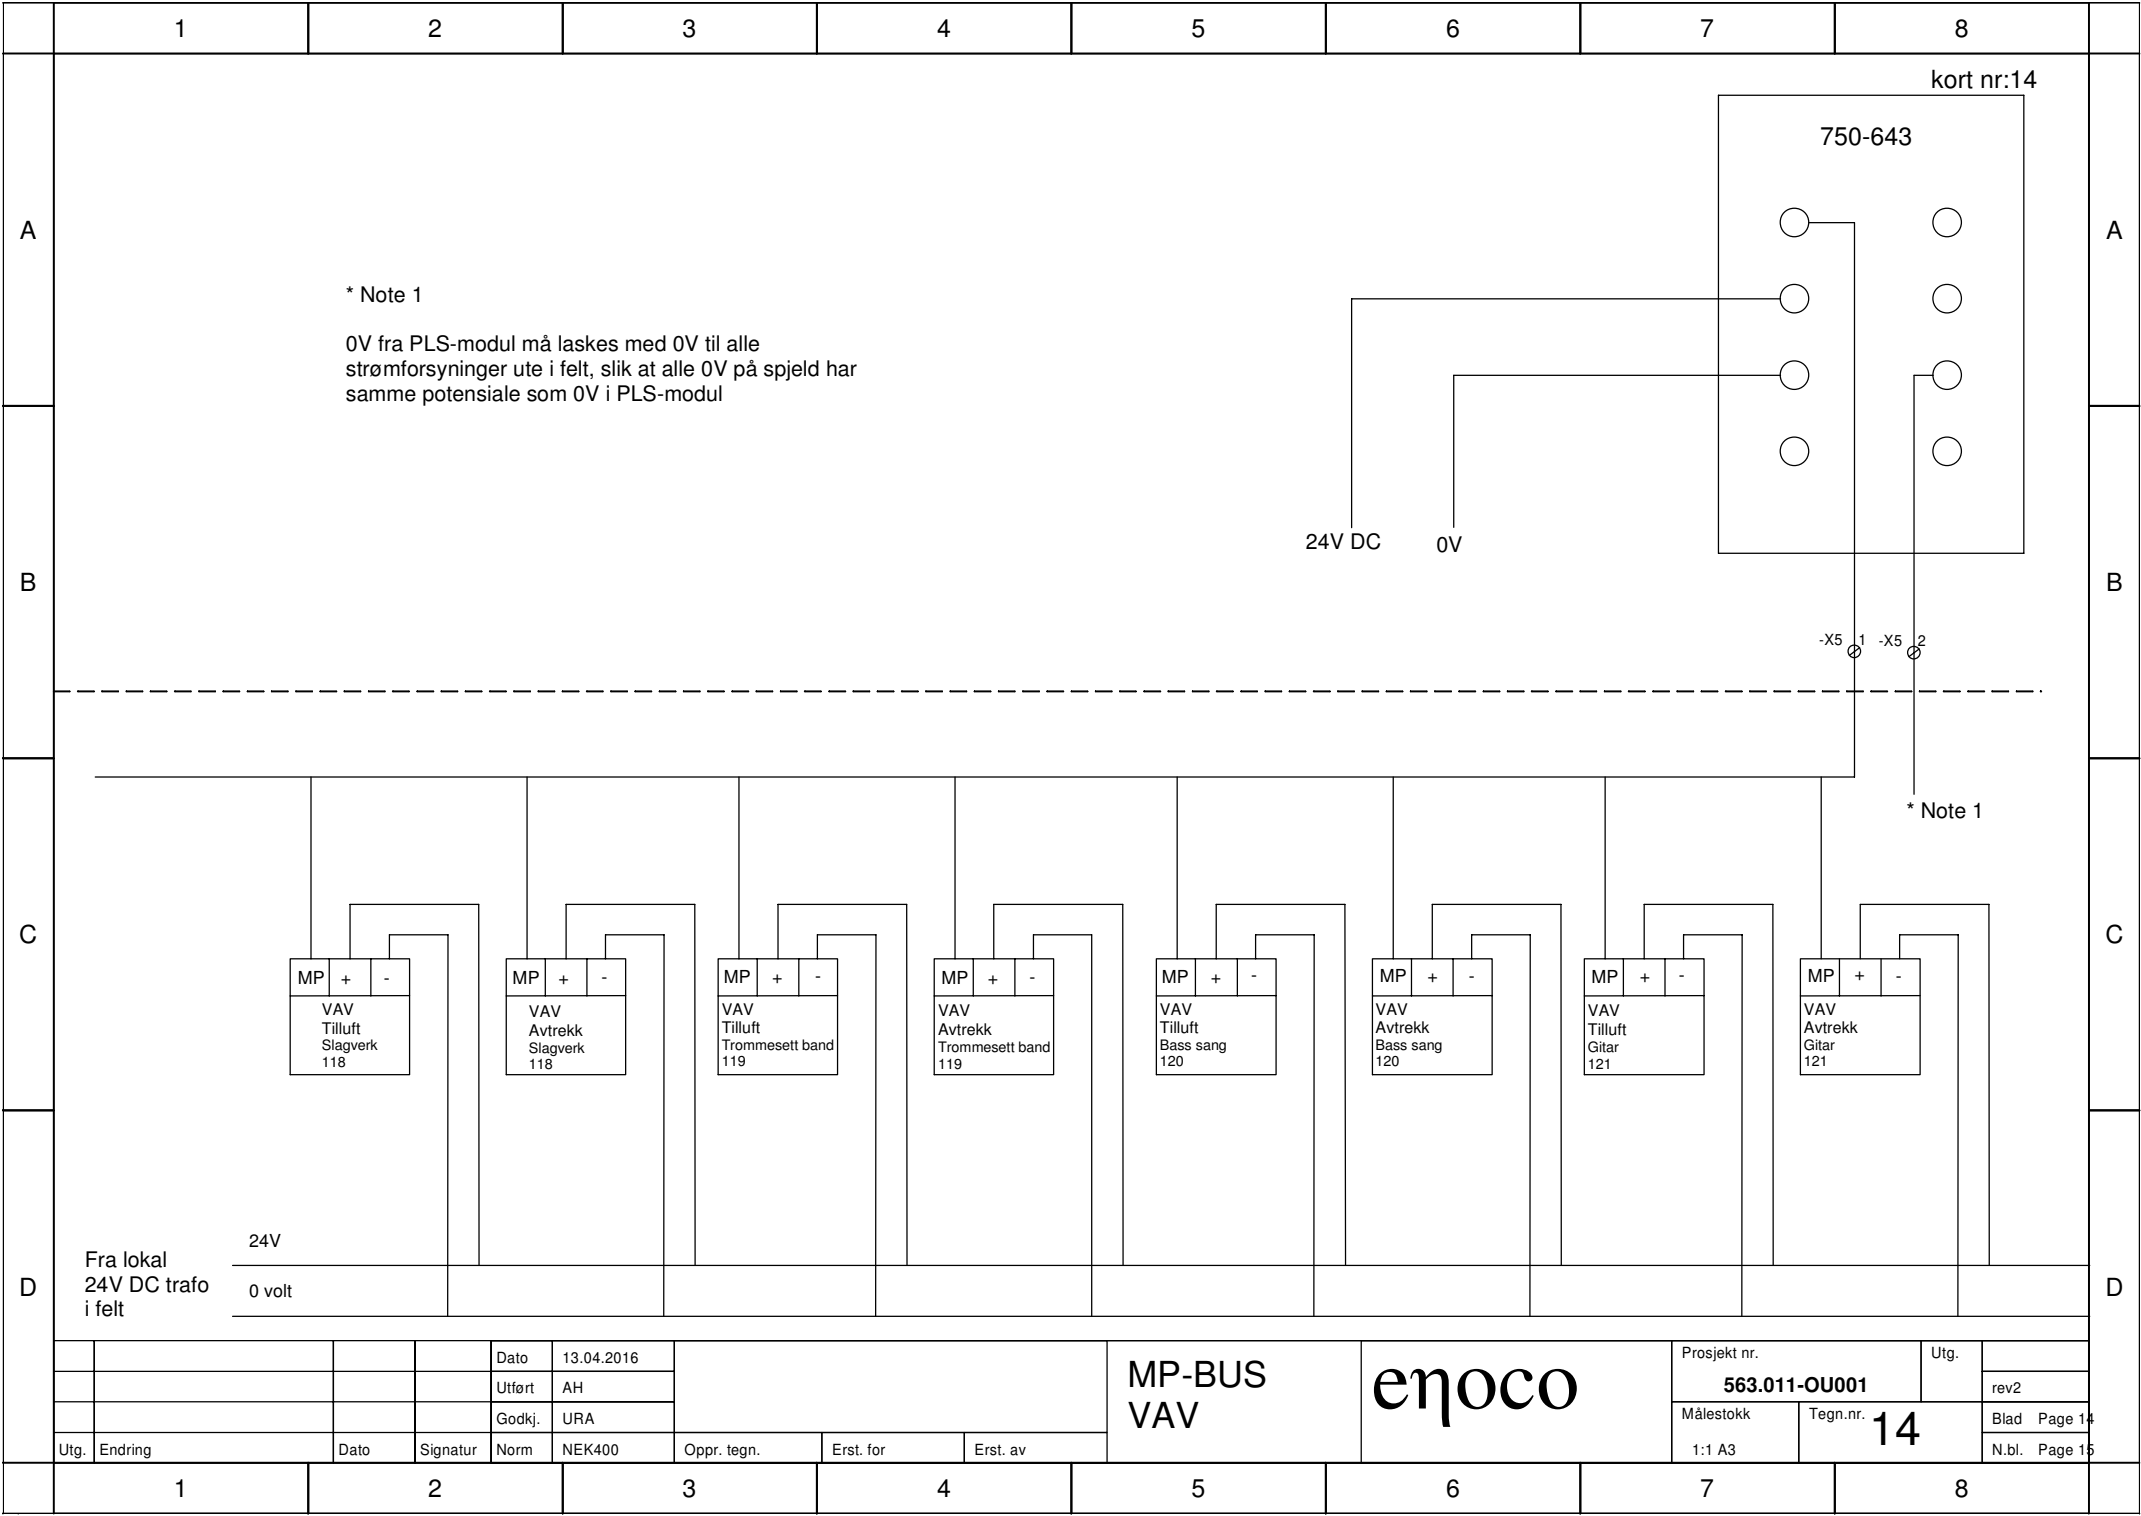 1 2 3 4 5 6 7 8
kort nr:14
750-643
A A
* Note 1
0V fra PLS-modul må laskes med 0V til alle
strømforsyninger ute i felt, slik at alle 0V på spjeld har
samme potensiale som 0V i PLS-modul
24V DC 0V
B B
-X5 1 -X5 2
* Note 1
C C
MP + -
VAV
Tilluft
Slagverk
118
MP + -
VAV
Avtrekk
Slagverk
118
MP + -
VAV
Tilluft
Trommesett band
119
MP + -
VAV
Avtrekk
Trommesett band
119
MP + -
VAV
Tilluft
Bass sang
120
MP + -
VAV
Avtrekk
Bass sang
120
MP + -
VAV
Tilluft
Gitar
121
MP + -
VAV
Avtrekk
Gitar
121
24V
Fra lokal
24V DC trafo
i felt
0 volt
D D
Dato 13.04.2016
Utført AH
Godkj. URA
Utg. Endring Dato Signatur Norm NEK400 Oppr. tegn. Erst. for Erst. av
MP-BUS
VAV
enoco
Prosjekt nr. Utg.
563.011-OU001
rev2
Målestokk Tegn.nr. 14
1:1 A3
Blad Page 14
N.bl. Page 15
1 2 3 4 5 6 7 8